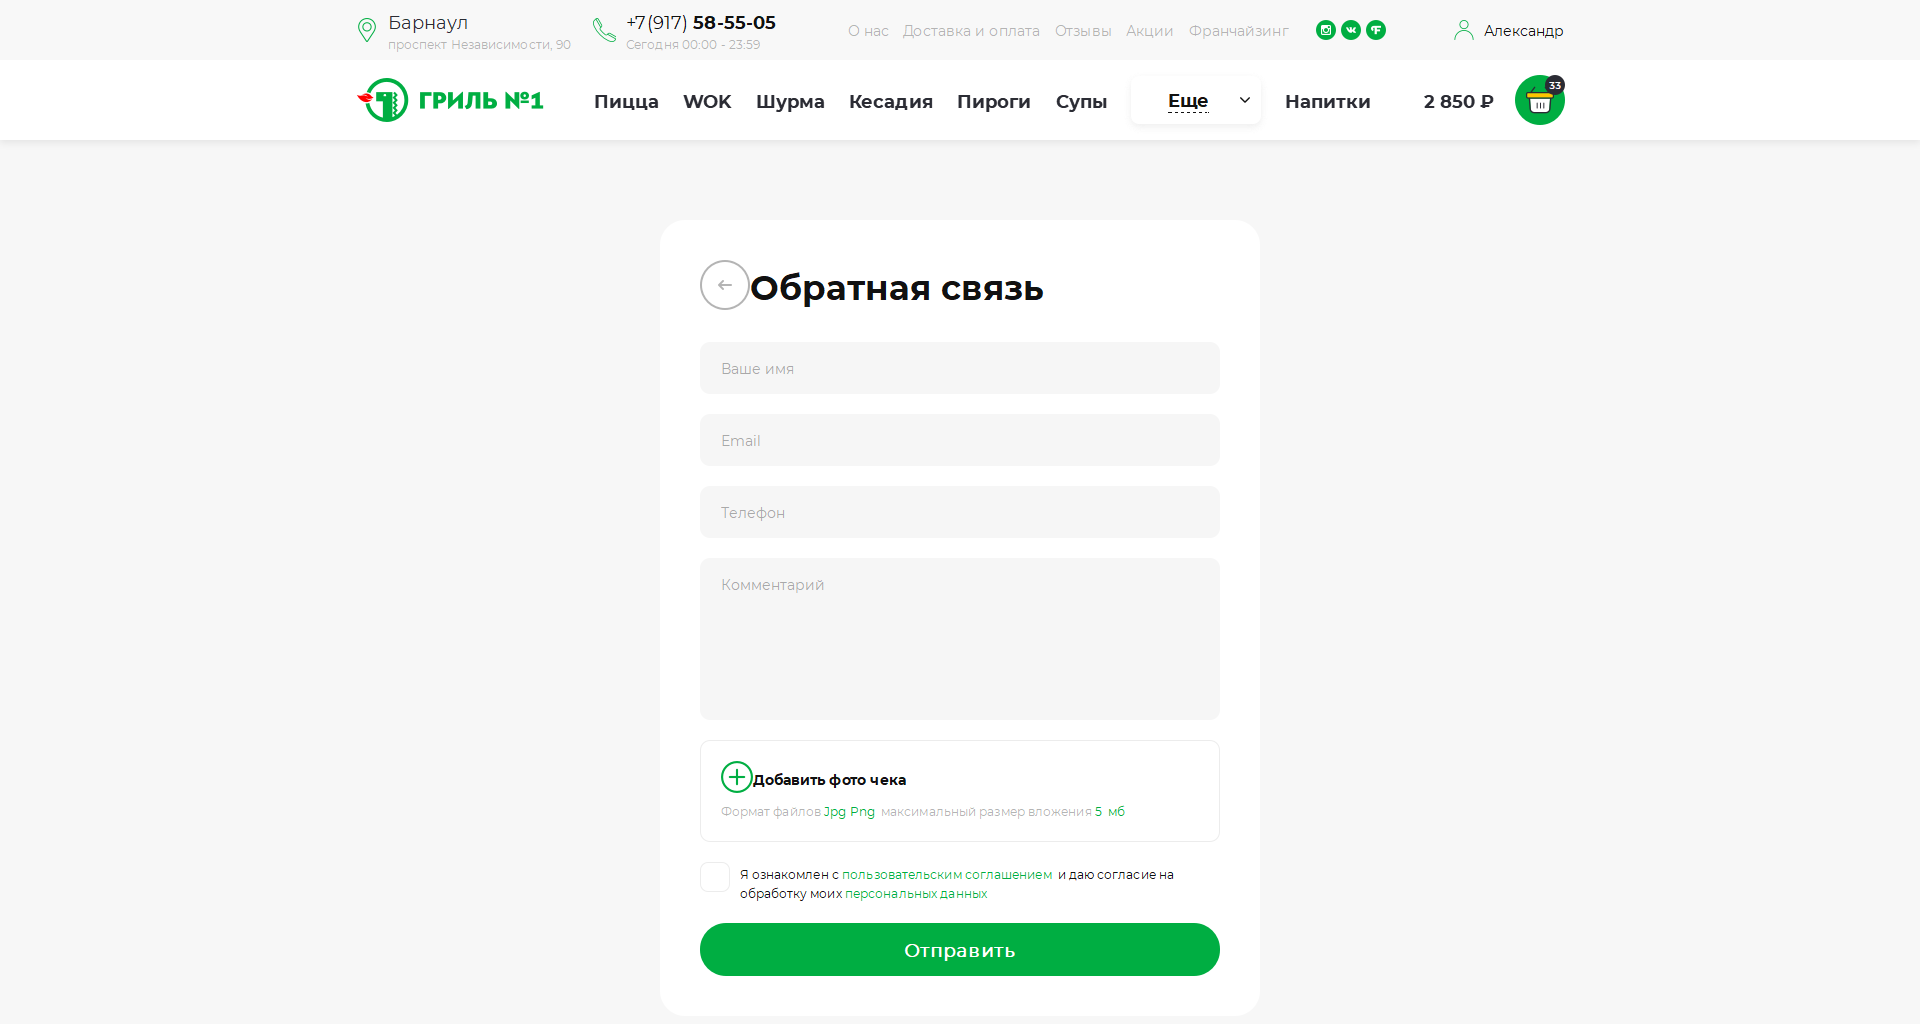 Барнаул
проспект Независимости, 90
+7(917) 58-55-05
Сегодня 00:00 - 23:59
О нас Доставка и оплата Отзывы Акции Франчайзинг
Александр
ГРИЛЬ №1
Пицца WOK Шурма Кесадия Пироги Супы Еще Напитки
2 850 ₽
33
Обратная связь
Ваше имя
Email
Телефон
Комментарий
Добавить фото чека
Формат файлов Jpg Png максимальный размер вложения 5 мб
Я ознакомлен с пользовательским соглашением и даю согласие на
обработку моих персональных данных
Отправить